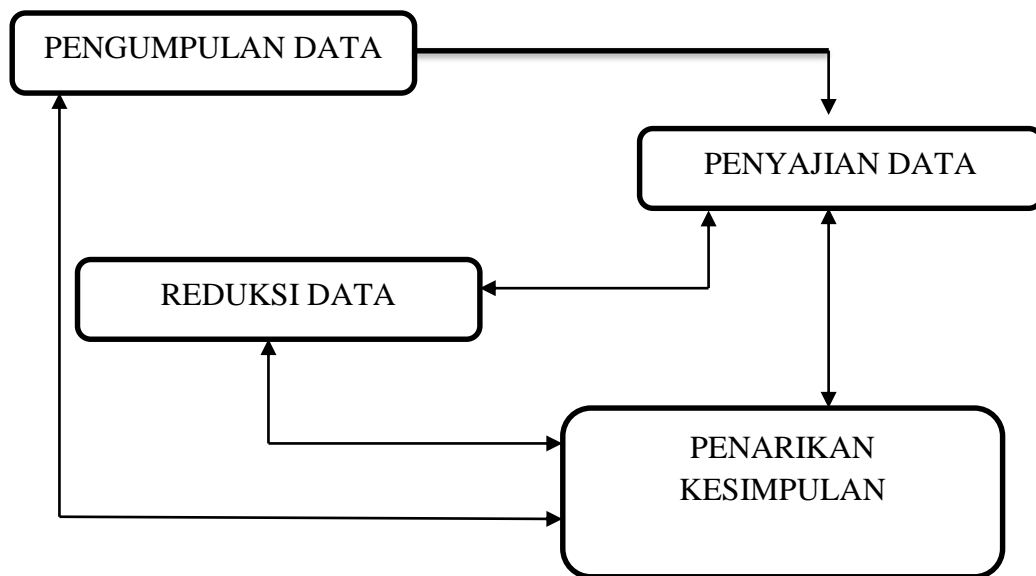 PENGUMPULAN DATA
PENYAJIAN DATA
REDUKSI DATA
PENARIKAN
KESIMPULAN